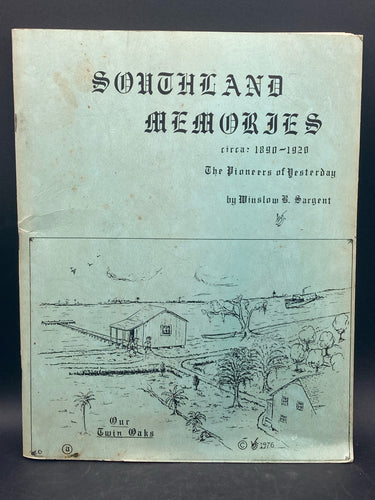 SOUTHLAND
MEMORIES
circa: 1890-1920
The Pioneers of Yesterday
by Winslow B. Sargent
Our
Twin Oaks
a
© 1976